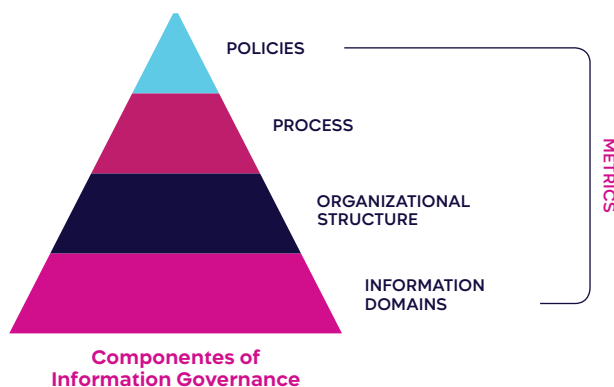 POLICIES
PROCESS
ORGANIZATIONAL
STRUCTURE
INFORMATION
DOMAINS
METRICS
Componentes of
Information Governance